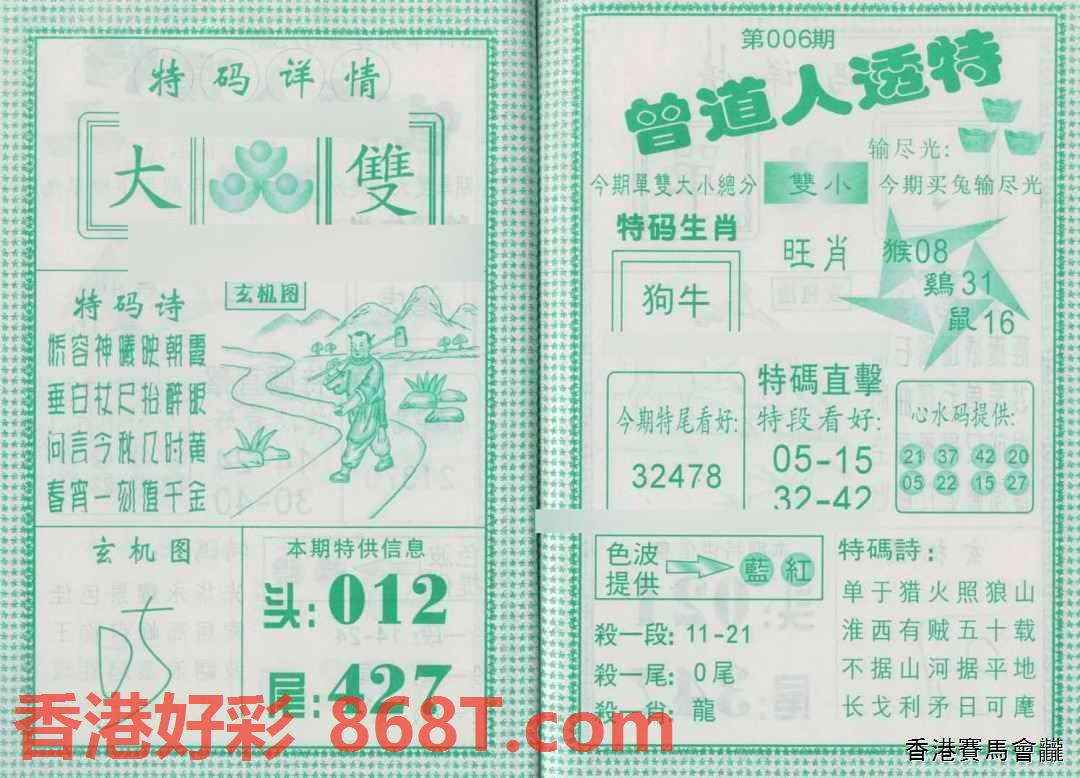 特码详情
大 雙
特码诗
玄机图
容神曦映朝霞
垂白杖尺抬醉眼
问言今秋几时黄
春宵一刻值千金
玄机图
本期特供信息
头: 012
尾: 427
第006期
曾道人透特
输尽光:
今期單雙大小總分 雙小 今期买兔输尽光
特码生肖
狗牛
旺肖
猴08
鷄31
鼠16
今期特尾看好:
32478
特碼直擊
特段看好:
05-15
32-42
心水码提供:
21 37 42 20
05 22 15 27
色波
提供
藍 紅
殺一段: 11-21
殺一尾: 0尾
殺一肖: 龍
特碼詩:
单于猎火照狼山
淮西有贼五十载
不据山河据平地
长戈利矛日可麾
香港好彩 868T.com
香港賽馬會